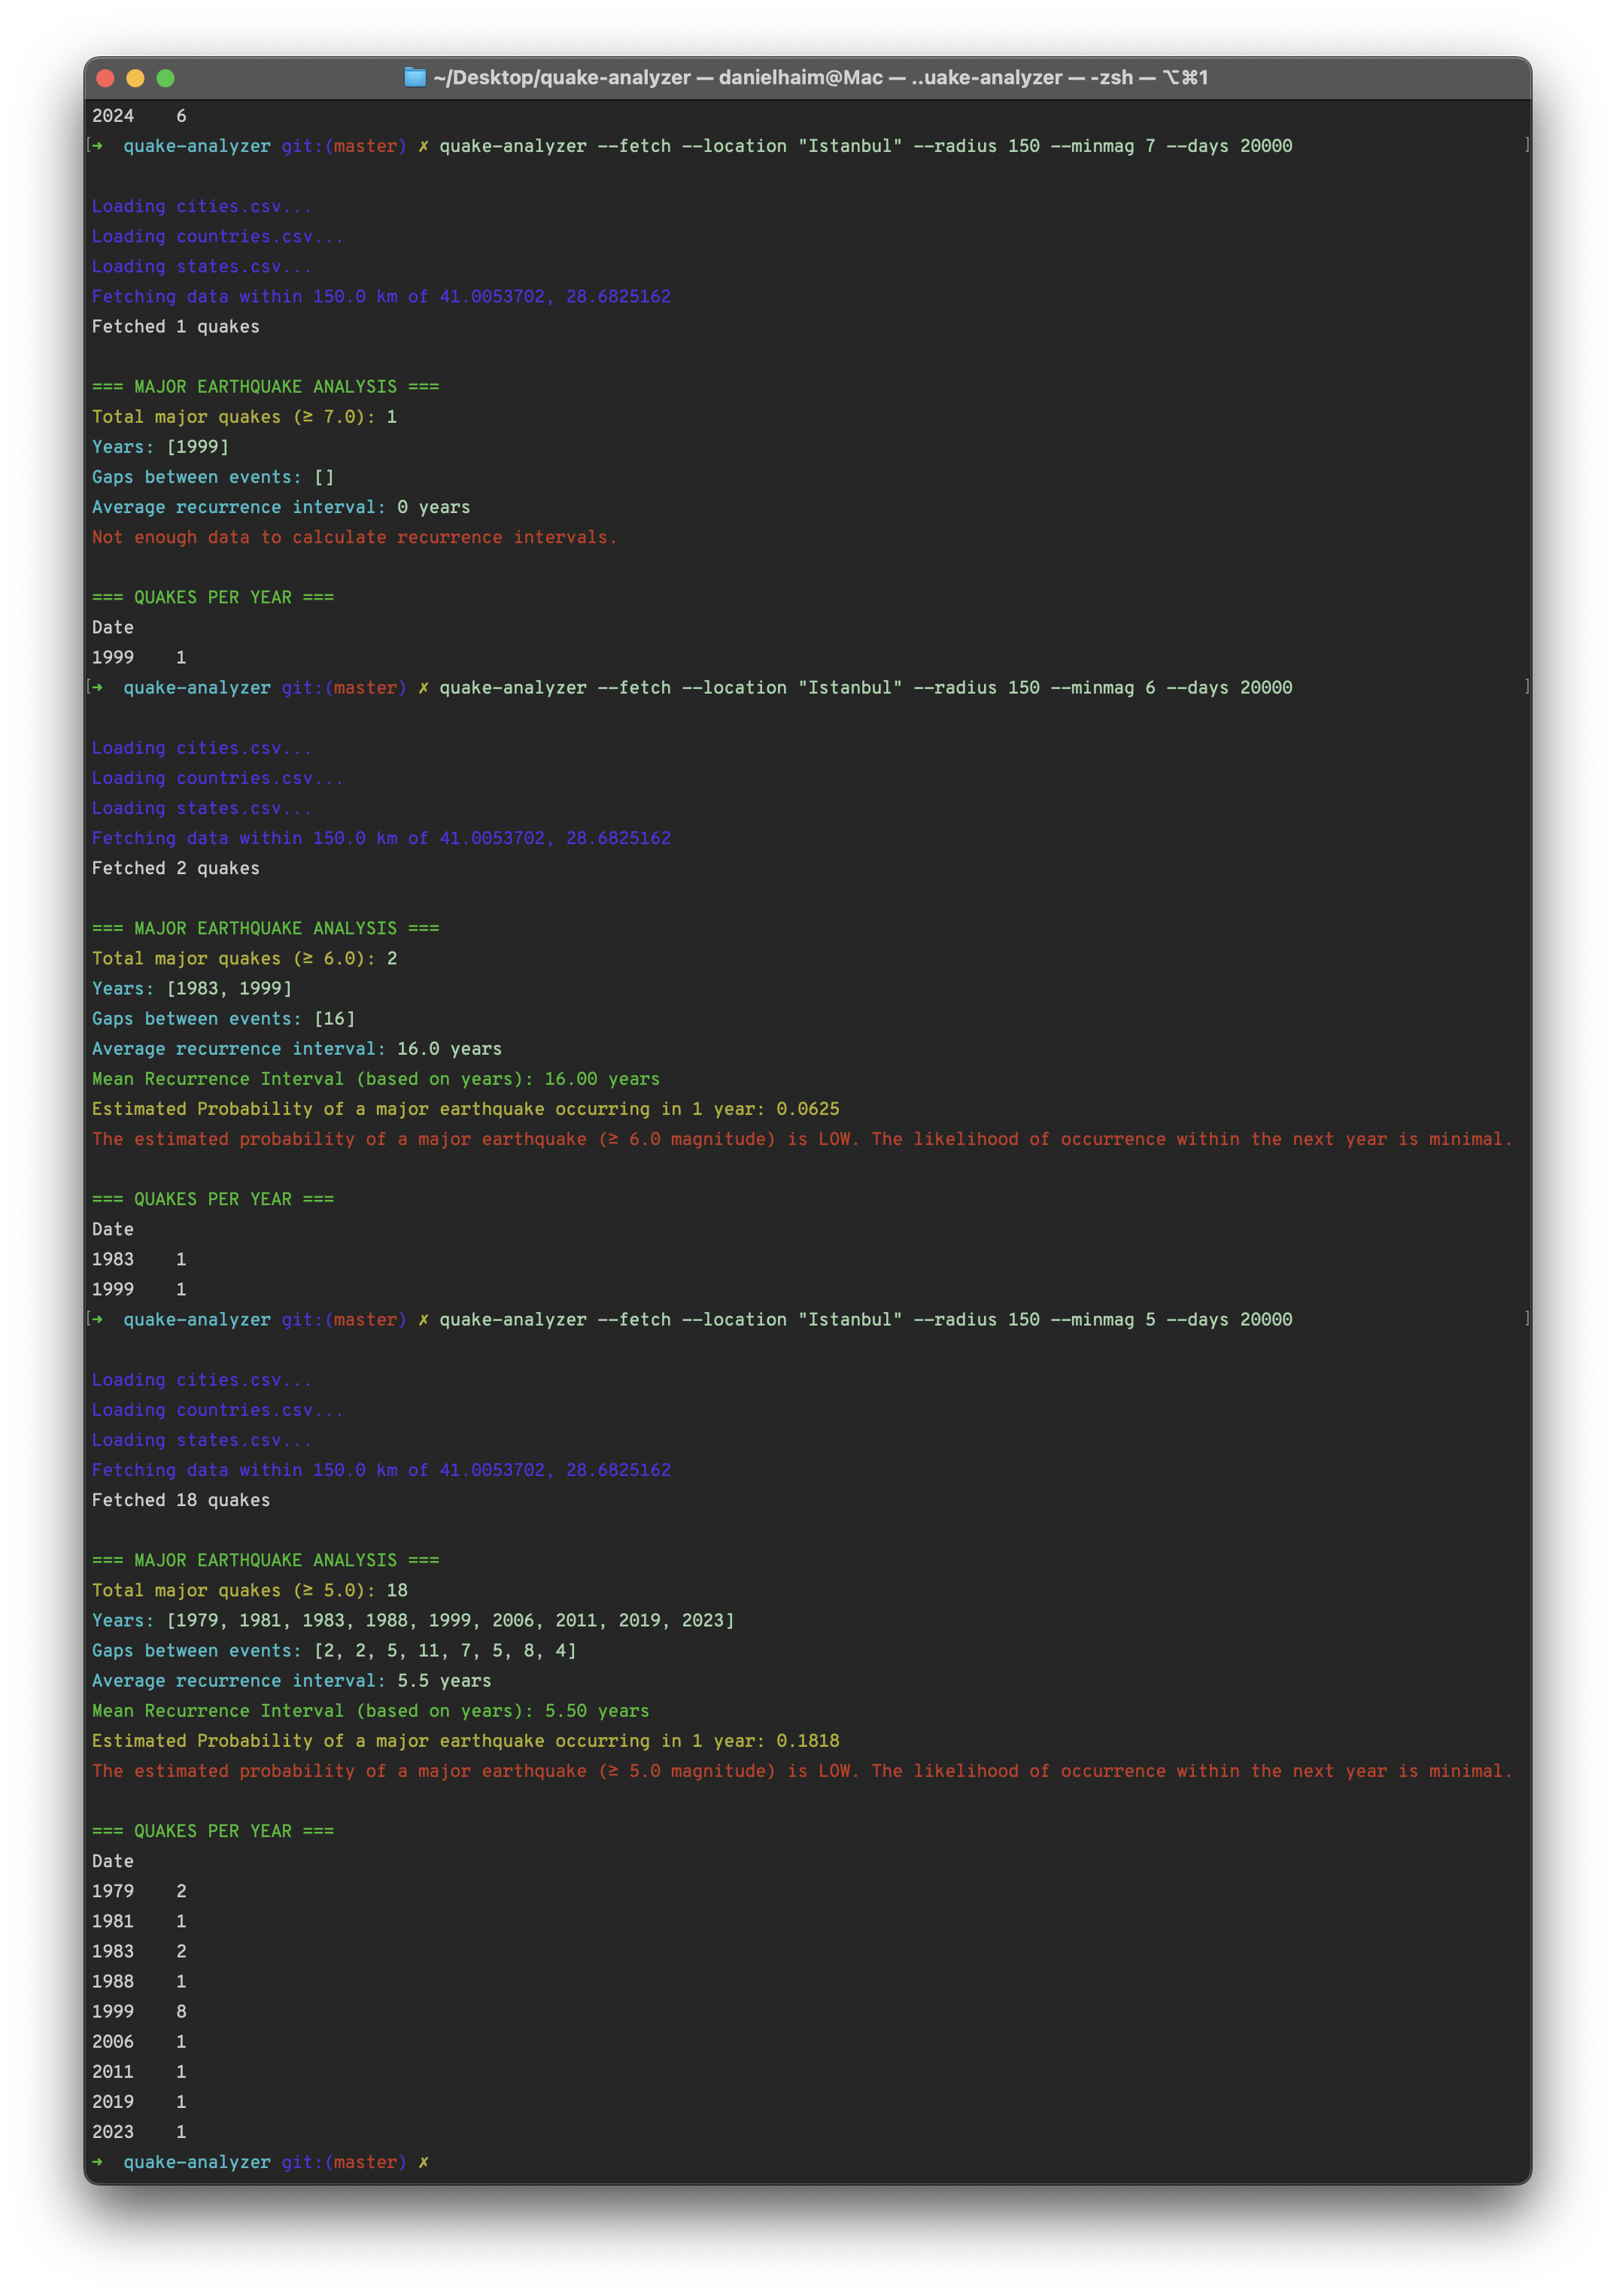 ~/Desktop/quake-analyzer — danielhaim@Mac — ..uake-analyzer — -zsh — ⌥⌘1
2024    6
[➜  quake-analyzer git:(master) ✗ quake-analyzer --fetch --location "Istanbul" --radius 150 --minmag 7 --days 20000 ]
Loading cities.csv...
Loading countries.csv...
Loading states.csv...
Fetching data within 150.0 km of 41.0053702, 28.6825162
Fetched 1 quakes
=== MAJOR EARTHQUAKE ANALYSIS ===
Total major quakes (≥ 7.0): 1
Years: [1999]
Gaps between events: []
Average recurrence interval: 0 years
Not enough data to calculate recurrence intervals.
=== QUAKES PER YEAR ===
Date
1999    1
[➜  quake-analyzer git:(master) ✗ quake-analyzer --fetch --location "Istanbul" --radius 150 --minmag 6 --days 20000 ]
Loading cities.csv...
Loading countries.csv...
Loading states.csv...
Fetching data within 150.0 km of 41.0053702, 28.6825162
Fetched 2 quakes
=== MAJOR EARTHQUAKE ANALYSIS ===
Total major quakes (≥ 6.0): 2
Years: [1983, 1999]
Gaps between events: [16]
Average recurrence interval: 16.0 years
Mean Recurrence Interval (based on years): 16.00 years
Estimated Probability of a major earthquake occurring in 1 year: 0.0625
The estimated probability of a major earthquake (≥ 6.0 magnitude) is LOW. The likelihood of occurrence within the next year is minimal.
=== QUAKES PER YEAR ===
Date
1983    1
1999    1
[➜  quake-analyzer git:(master) ✗ quake-analyzer --fetch --location "Istanbul" --radius 150 --minmag 5 --days 20000 ]
Loading cities.csv...
Loading countries.csv...
Loading states.csv...
Fetching data within 150.0 km of 41.0053702, 28.6825162
Fetched 18 quakes
=== MAJOR EARTHQUAKE ANALYSIS ===
Total major quakes (≥ 5.0): 18
Years: [1979, 1981, 1983, 1988, 1999, 2006, 2011, 2019, 2023]
Gaps between events: [2, 2, 5, 11, 7, 5, 8, 4]
Average recurrence interval: 5.5 years
Mean Recurrence Interval (based on years): 5.50 years
Estimated Probability of a major earthquake occurring in 1 year: 0.1818
The estimated probability of a major earthquake (≥ 5.0 magnitude) is LOW. The likelihood of occurrence within the next year is minimal.
=== QUAKES PER YEAR ===
Date
1979    2
1981    1
1983    2
1988    1
1999    8
2006    1
2011    1
2019    1
2023    1
➜  quake-analyzer git:(master) ✗